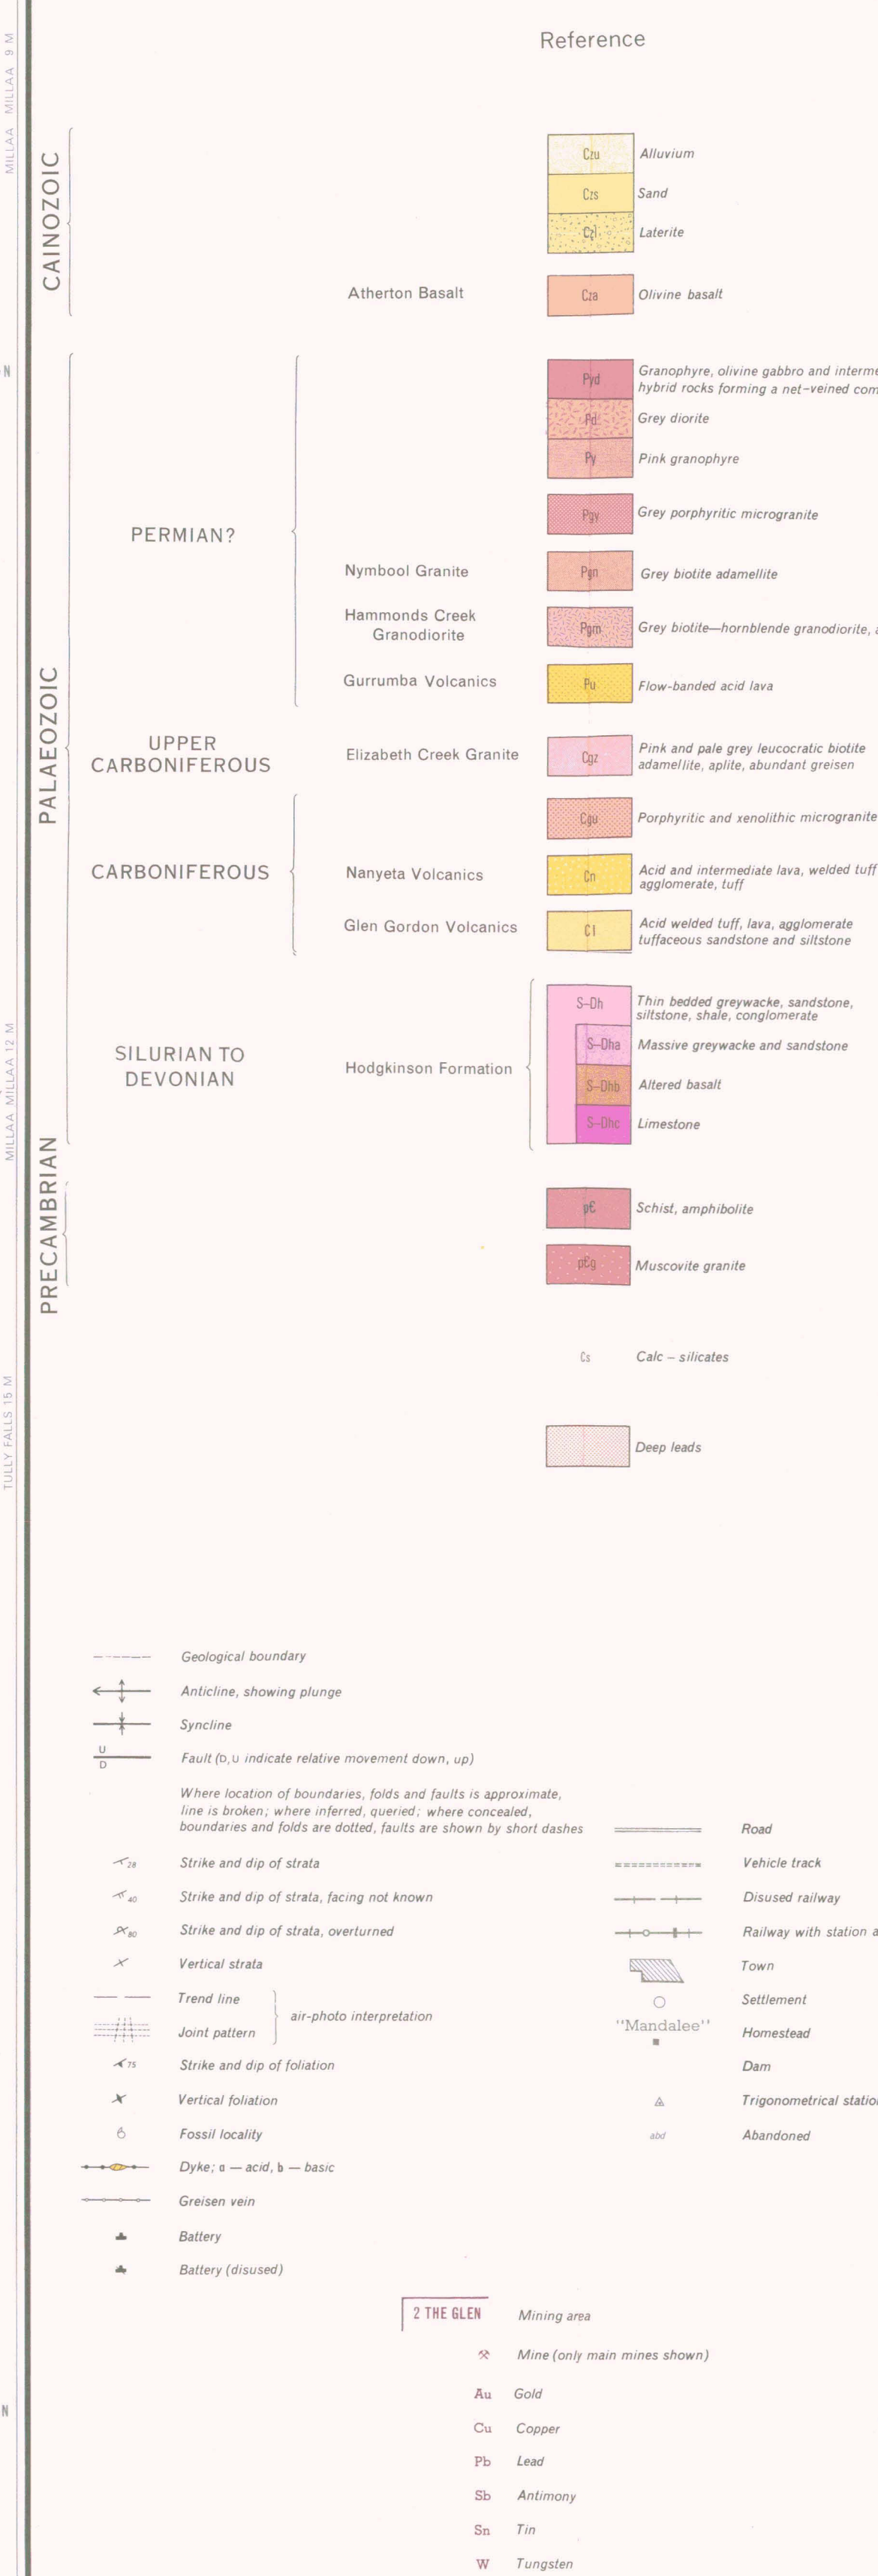 Reference
MILLAA MILLAA 9 M
CAINOZOIC
Czu Alluvium
Czs Sand
Czl Laterite
Atherton Basalt Cza Olivine basalt
N
PALAEOZOIC
Pyd Granophyre, olivine gabbro and interme
hybrid rocks forming a net-veined com
Pd Grey diorite
Py Pink granophyre
PERMIAN?
Pgy Grey porphyritic microgranite
Nymbool Granite Pgn Grey biotite adamellite
Hammonds Creek
Granodiorite Pgm Grey biotite—hornblende granodiorite,
Gurrumba Volcanics Pu Flow-banded acid lava
UPPER
CARBONIFEROUS
Elizabeth Creek Granite Cgz Pink and pale grey leucocratic biotite
adamellite, aplite, abundant greisen
Cgu Porphyritic and xenolithic microgranite
CARBONIFEROUS
Nanyeta Volcanics Cn Acid and intermediate lava, welded tuff
agglomerate, tuff
Glen Gordon Volcanics Cl Acid welded tuff, lava, agglomerate
tuffaceous sandstone and siltstone
SILURIAN TO
DEVONIAN
Hodgkinson Formation
S-Dh Thin bedded greywacke, sandstone,
siltstone, shale, conglomerate
S-Dha Massive greywacke and sandstone
S-Dhb Altered basalt
S-Dhc Limestone
MILLAA MILLAA 12 M
PRECAMBRIAN
pЄ Schist, amphibolite
pЄg Muscovite granite
Cs Calc – silicates
Deep leads
TULLY FALLS 15 M
Geological boundary
Anticline, showing plunge
Syncline
U
D
Fault (D,U indicate relative movement down, up)
Where location of boundaries, folds and faults is approximate,
line is broken; where inferred, queried; where concealed,
boundaries and folds are dotted, faults are shown by short dashes
28 Strike and dip of strata
40 Strike and dip of strata, facing not known
80 Strike and dip of strata, overturned
Vertical strata
Trend line
Joint pattern
air-photo interpretation
75 Strike and dip of foliation
Vertical foliation
Fossil locality
Dyke; a — acid, b — basic
Greisen vein
Battery
Battery (disused)
Road
Vehicle track
Disused railway
Railway with station a
Town
Settlement
"Mandalee" Homestead
Dam
Trigonometrical station
abd Abandoned
2 THE GLEN Mining area
Mine (only main mines shown)
Au Gold
Cu Copper
Pb Lead
Sb Antimony
Sn Tin
W Tungsten
N